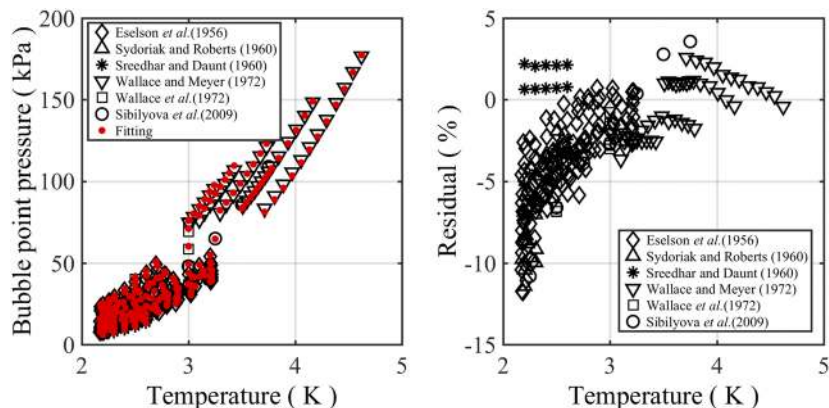 Bubble point pressure ( kPa )
200
150
100
50
0
2
3
4
5
Temperature ( K )
Eselson et al.(1956)
Sydoriak and Roberts (1960)
Sreedhar and Daunt (1960)
Wallace and Meyer (1972)
Wallace et al.(1972)
Sibilyova et al.(2009)
Fitting
Residual ( % )
5
0
-5
-10
-15
2
3
4
5
Temperature ( K )
Eselson et al.(1956)
Sydoriak and Roberts (1960)
Sreedhar and Daunt (1960)
Wallace and Meyer (1972)
Wallace et al.(1972)
Sibilyova et al.(2009)